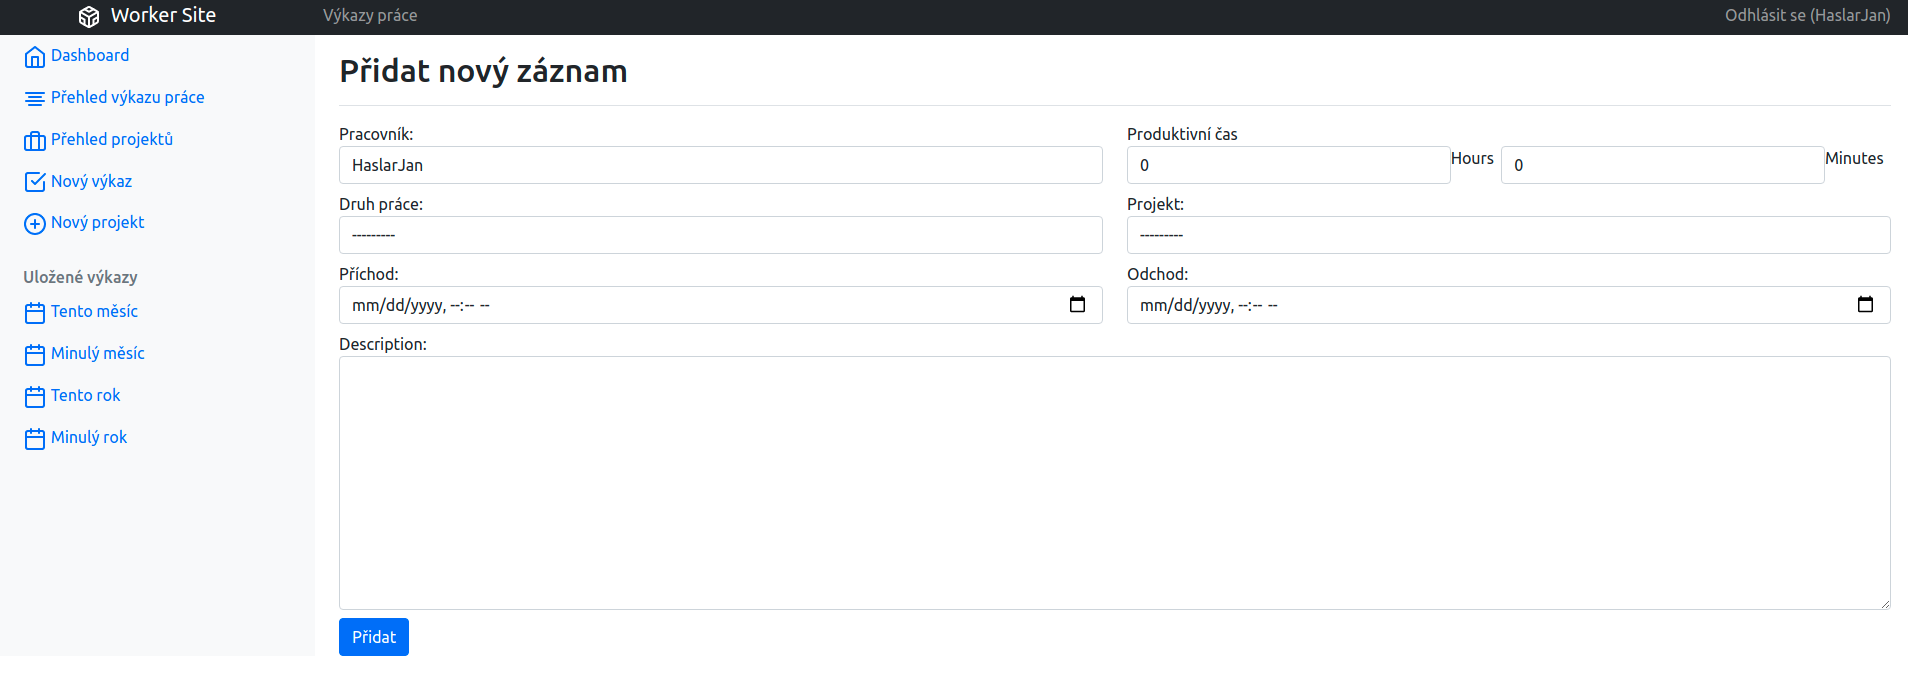 Worker Site
Výkazy práce
Odhlásit se (HaslarJan)
Dashboard
Přehled výkazu práce
Přehled projektů
Nový výkaz
Nový projekt
Uložené výkazy
Tento měsíc
Minulý měsíc
Tento rok
Minulý rok
Přidat nový záznam
Pracovník:
HaslarJan
Produktivní čas
0 Hours 0 Minutes
Druh práce:
---------
Projekt:
---------
Příchod:
mm/dd/yyyy, --:-- --
Odchod:
mm/dd/yyyy, --:-- --
Description:
Přidat